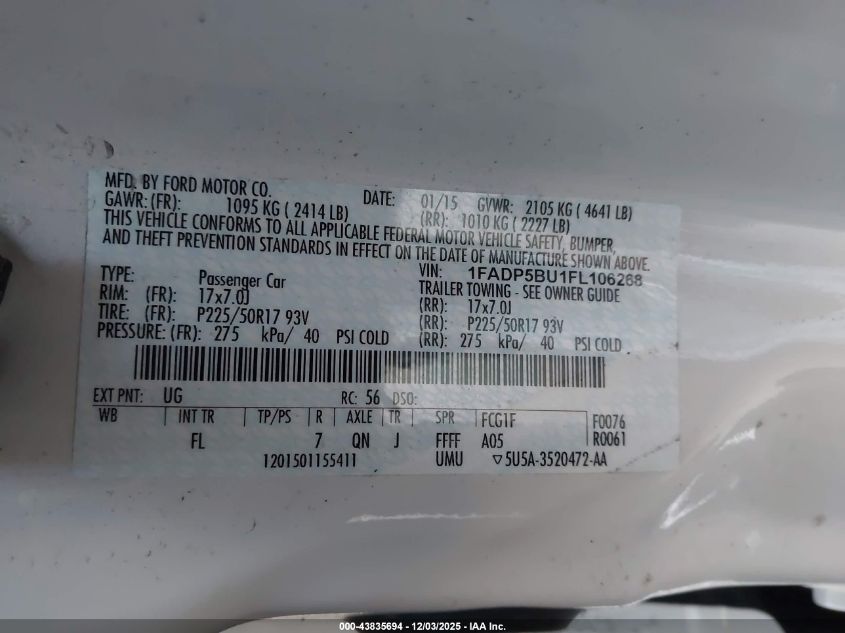 MFD. BY FORD MOTOR CO. DATE: 01/15 GVWR: 2105 KG ( 4641 LB)
GAWR: (FR): 1095 KG ( 2414 LB) (RR): 1010 KG ( 2227 LB)
THIS VEHICLE CONFORMS TO ALL APPLICABLE FEDERAL MOTOR VEHICLE SAFETY, BUMPER,
AND THEFT PREVENTION STANDARDS IN EFFECT ON THE DATE OF MANUFACTURE SHOWN ABOVE.
VIN: 1FADP5BU1FL106268
TYPE: Passenger Car TRAILER TOWING - SEE OWNER GUIDE
RIM: (FR): 17x7.0J (RR): 17x7.0J
TIRE: (FR): P225/50R17 93V (RR): P225/50R17 93V
PRESSURE: (FR): 275 kPa/ 40 PSI COLD (RR): 275 kPa/ 40 PSI COLD
EXT PNT: UG RC: 56 DSO:
WB INT TR TP/PS R AXLE TR SPR FCG1F F0076
FL 7 QN J FFFF A05 R0061
1201501155411 UMU ▽5U5A-3520472-AA
000-43835694 - 12/03/2025 - IAA Inc.